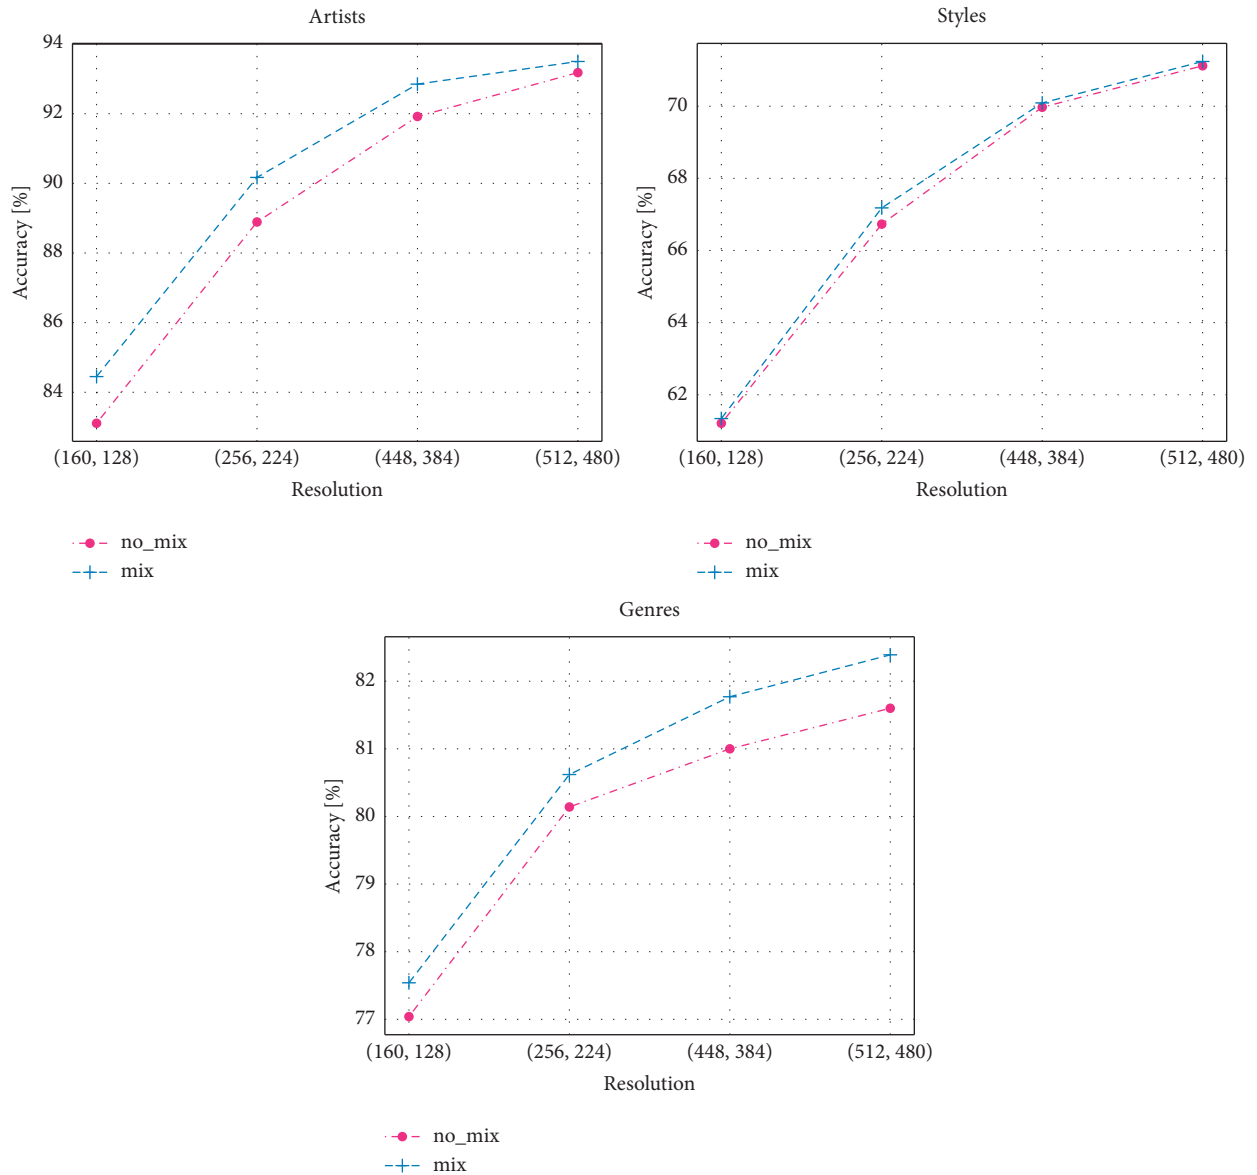 Artists
94
92
90
88
86
84
Accuracy [%]
(160, 128)
(256, 224)
(448, 384)
(512, 480)
Resolution
no_mix
mix
Styles
70
68
66
64
62
Accuracy [%]
(160, 128)
(256, 224)
(448, 384)
(512, 480)
Resolution
no_mix
mix
Genres
82
81
80
79
78
77
Accuracy [%]
(160, 128)
(256, 224)
(448, 384)
(512, 480)
Resolution
no_mix
mix